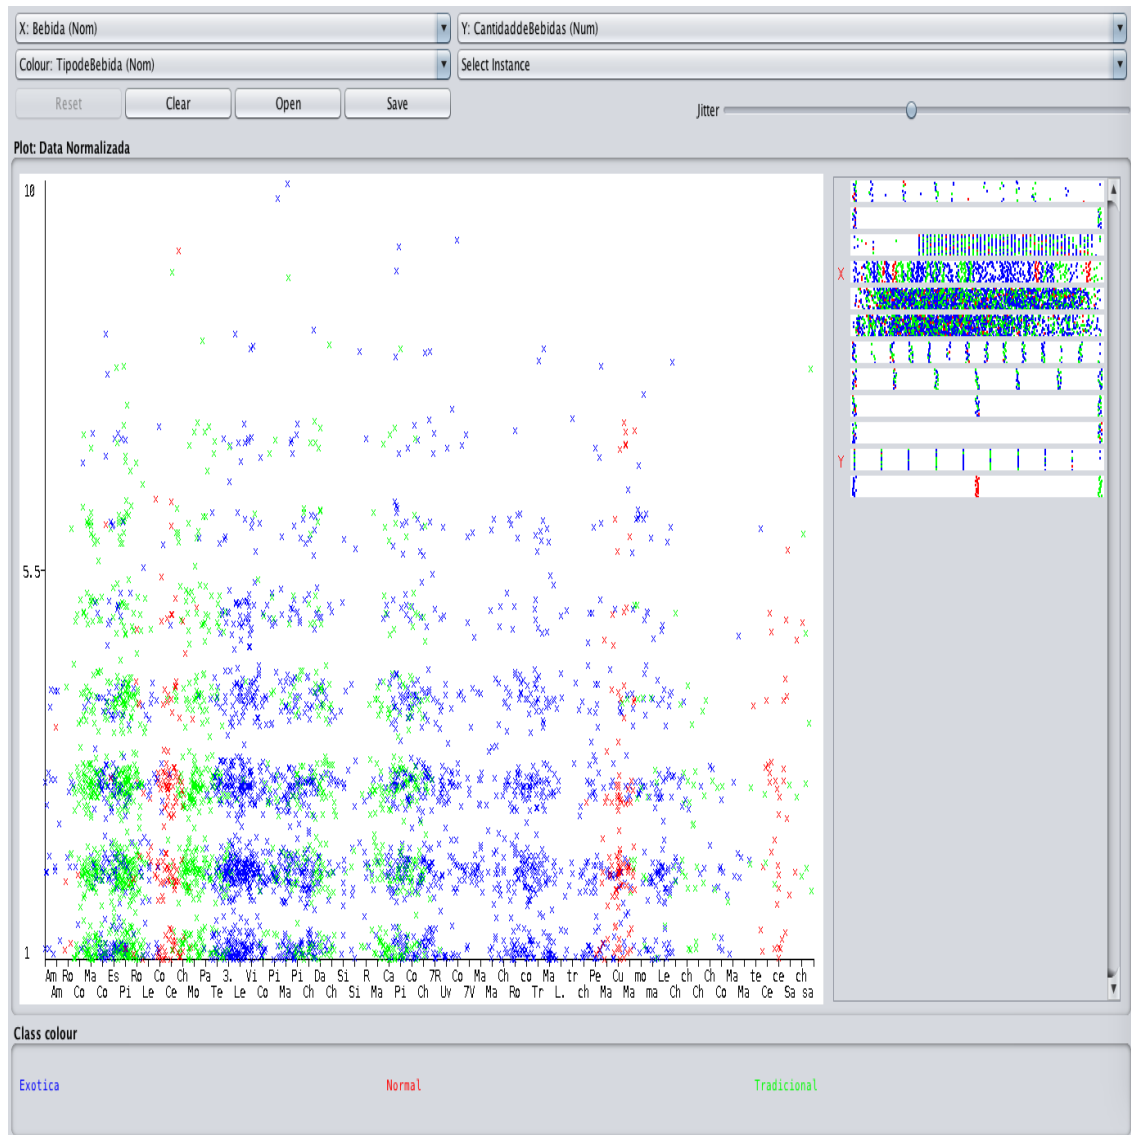 X: Bebida (Nom) Y: CantidaddeBebidas (Num)
Colour: TipodeBebida (Nom) Select Instance
Reset Clear Open Save Jitter
Plot: Data Normalizada
10
X
Y
5.5
1
Am Ro Ma Es Ro Co Ch Pa 3. Vi Pi Pi Da Si R Ca Co 7R Co Ma Ch co Ma tr Pe Cu mo Le ch Ch Ma te ce ch
Am Co Co Pi Le Ce Mo Te Le Co Ma Ch Ch Si Ma Pi Ch Uv 7V Ma Ro Tr L. ch Ma Ma ma Ch Ch Co Ma Ce Sa sa
Class colour
Exotica Normal Tradicional